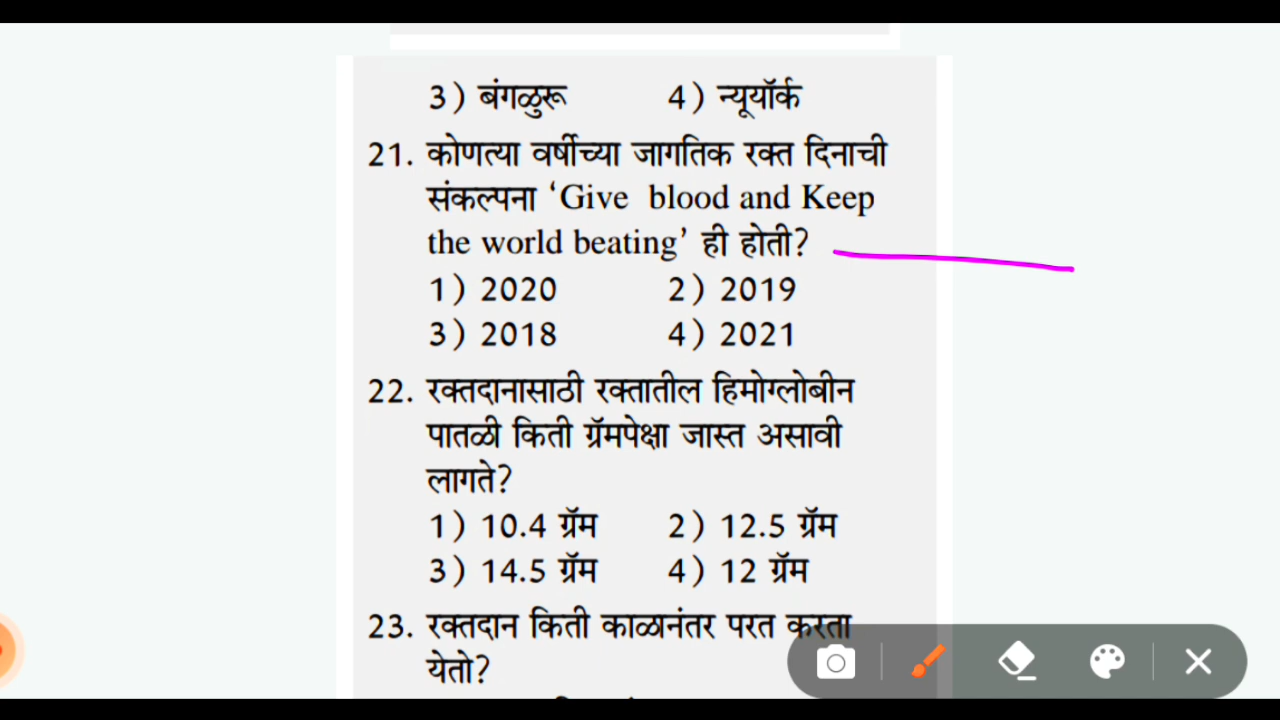 3) बंगळुरू 4) न्यूयॉर्क
21. कोणत्या वर्षीच्या जागतिक रक्त दिनाची
संकल्पना ‘Give blood and Keep
the world beating’ ही होती?
1) 2020 2) 2019
3) 2018 4) 2021
22. रक्तदानासाठी रक्तातील हिमोग्लोबीन
पातळी किती ग्रॅमपेक्षा जास्त असावी
लागते?
1) 10.4 ग्रॅम 2) 12.5 ग्रॅम
3) 14.5 ग्रॅम 4) 12 ग्रॅम
23. रक्तदान किती काळानंतर परत करता
येतो?